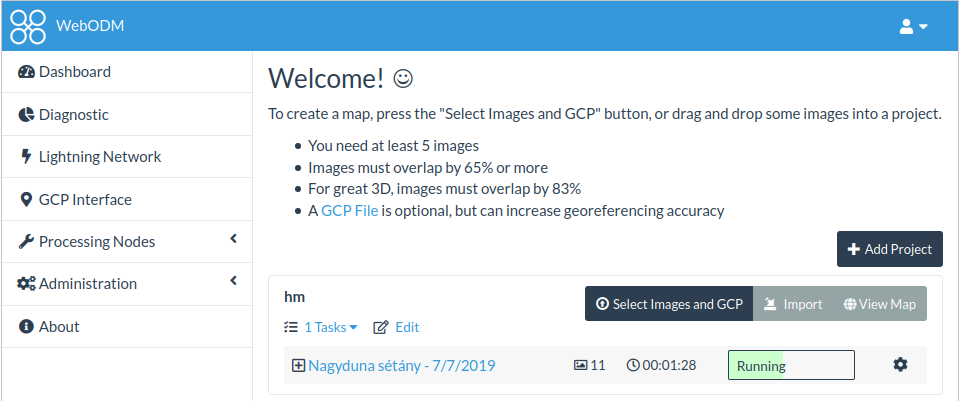 WebODM
Dashboard
Diagnostic
Lightning Network
GCP Interface
Processing Nodes
Administration
About
Welcome!
To create a map, press the "Select Images and GCP" button, or drag and drop some images into a project.
You need at least 5 images
Images must overlap by 65% or more
For great 3D, images must overlap by 83%
A GCP File is optional, but can increase georeferencing accuracy
Add Project
hm
Select Images and GCP Import View Map
1 Tasks Edit
Nagyduna sétány - 7/7/2019 11 00:01:28 Running